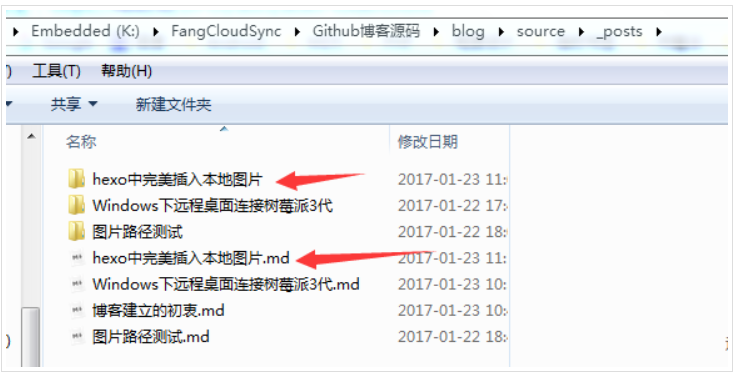 Embedded (K:) ▸ FangCloudSync ▸ Github博客源码 ▸ blog ▸ source ▸ _posts ▸
工具(T) 帮助(H)
共享 新建文件夹
名称 修改日期
hexo中完美插入本地图片 2017-01-23 11:
Windows下远程桌面连接树莓派3代 2017-01-22 17:
图片路径测试 2017-01-22 18:
hexo中完美插入本地图片.md 2017-01-23 11:
Windows下远程桌面连接树莓派3代.md 2017-01-23 10:
博客建立的初衷.md 2017-01-23 10:
图片路径测试.md 2017-01-22 18: